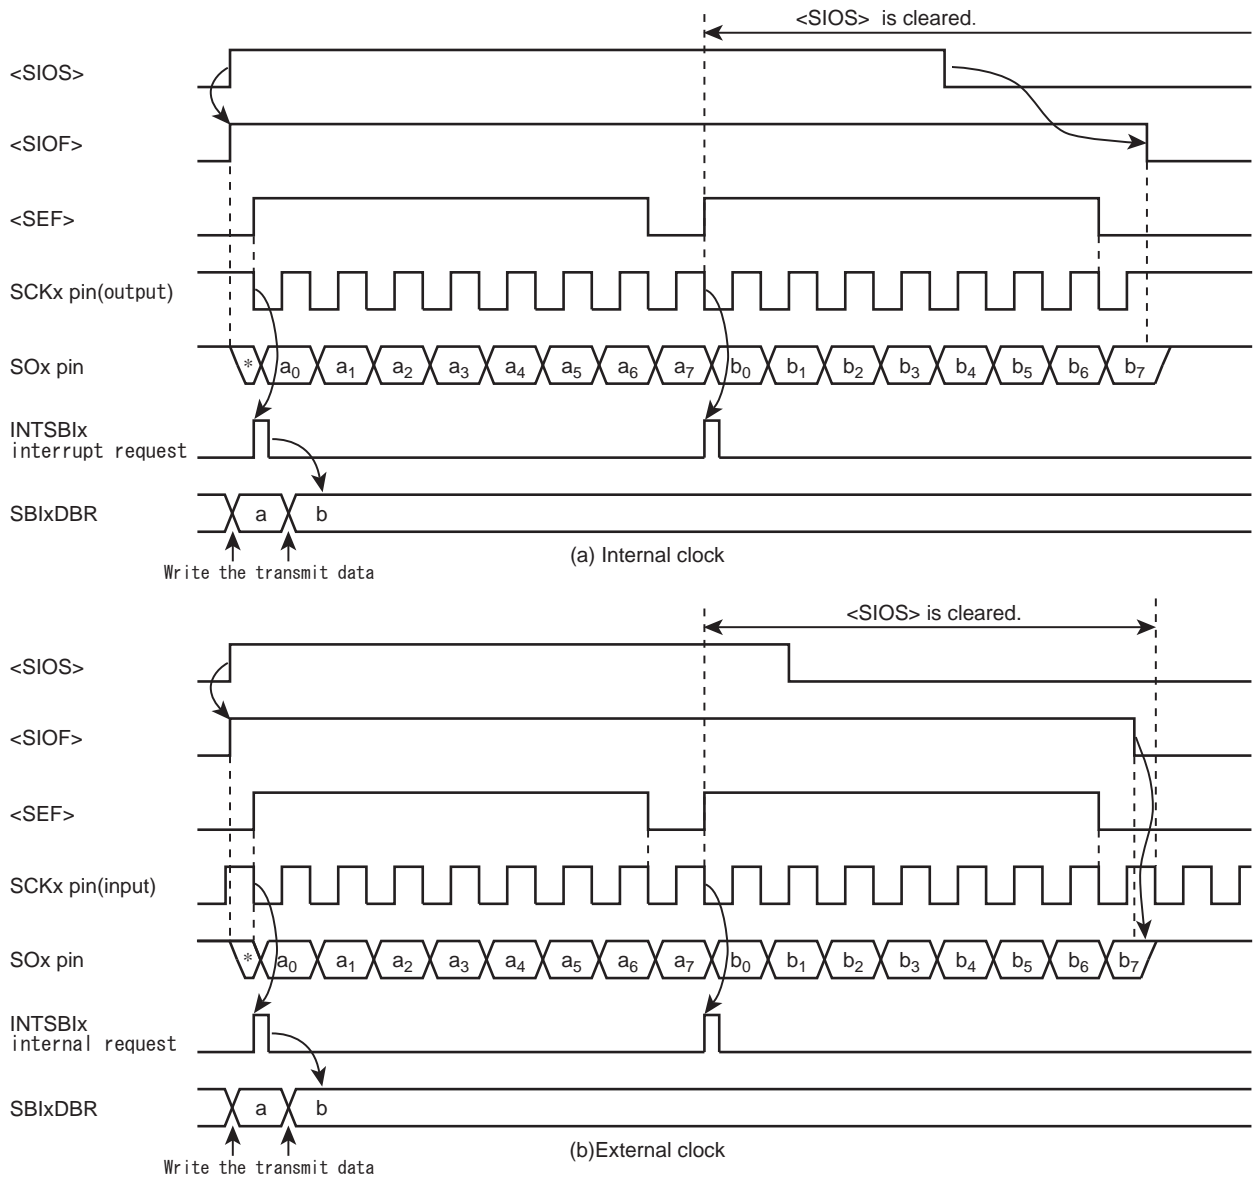 <SIOS> is cleared.
<SIOS>
<SIOF>
<SEF>
SCKx pin(output)
SOx pin
* a0 a1 a2 a3 a4 a5 a6 a7 b0 b1 b2 b3 b4 b5 b6 b7
INTSBIx
interrupt request
SBIxDBR
a b
(a) Internal clock
Write the transmit data
<SIOS> is cleared.
<SIOS>
<SIOF>
<SEF>
SCKx pin(input)
SOx pin
* a0 a1 a2 a3 a4 a5 a6 a7 b0 b1 b2 b3 b4 b5 b6 b7
INTSBIx
internal request
SBIxDBR
a b
(b)External clock
Write the transmit data